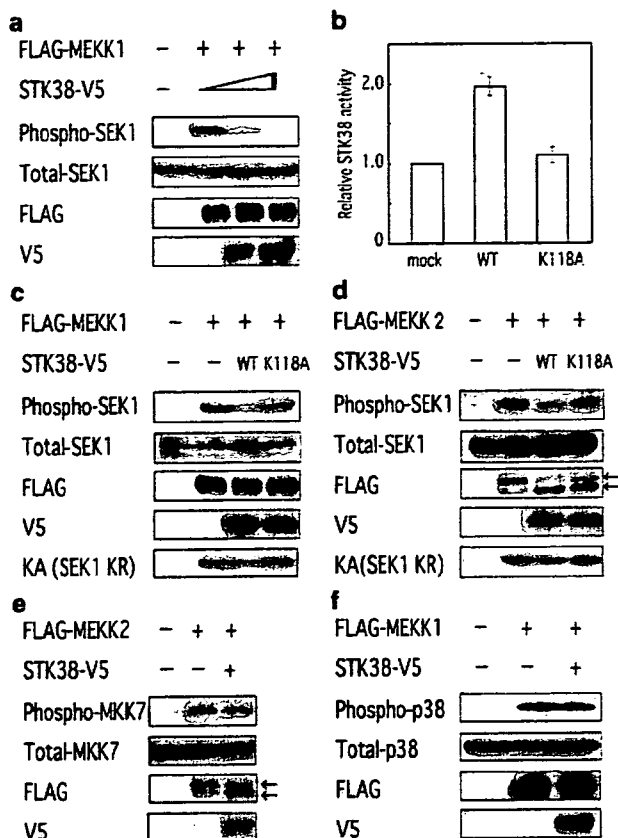 a
FLAG-MEKK1 − + + +
STK38-V5 −
Phospho-SEK1
Total-SEK1
FLAG
V5
b
Relative STK38 activity
2.0
1.0
0
mock WT K118A
c
FLAG-MEKK1 − + + +
STK38-V5 − − WT K118A
Phospho-SEK1
Total-SEK1
FLAG
V5
KA (SEK1 KR)
d
FLAG-MEKK 2 − + + +
STK38-V5 − − WT K118A
Phospho-SEK1
Total-SEK1
FLAG
V5
KA(SEK1 KR)
e
FLAG-MEKK2 − + +
STK38-V5 − − +
Phospho-MKK7
Total-MKK7
FLAG
V5
f
FLAG-MEKK1 − + +
STK38-V5 − − +
Phospho-p38
Total-p38
FLAG
V5